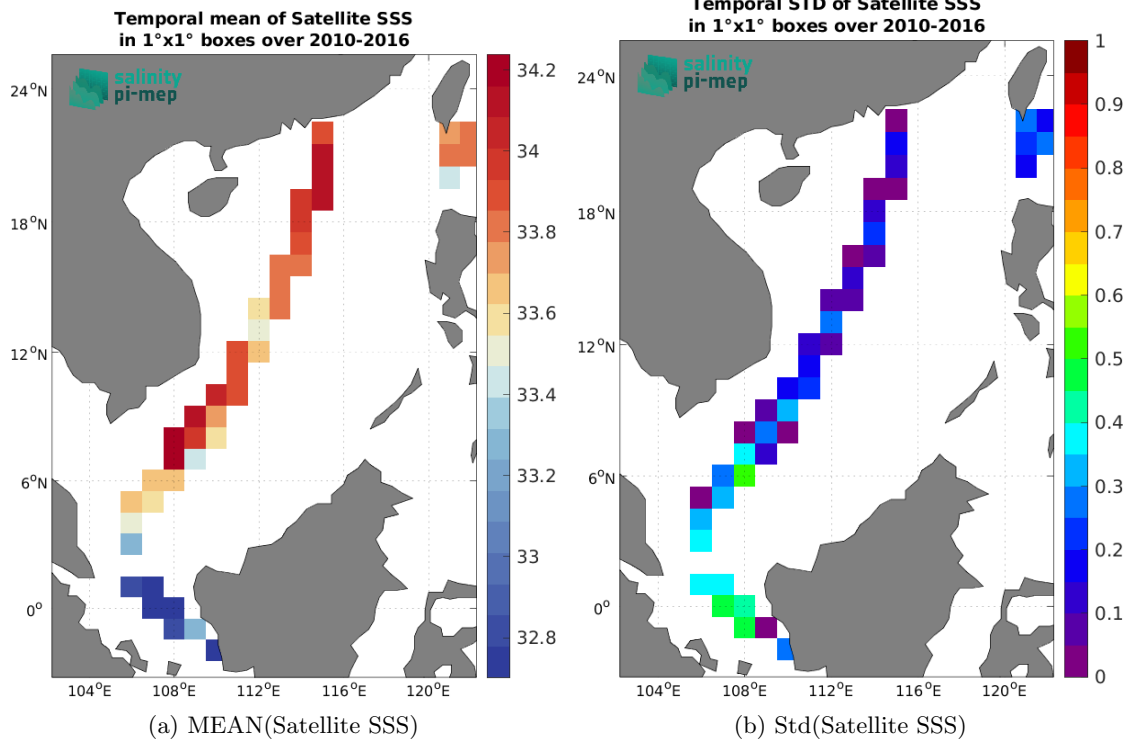 Temporal mean of Satellite SSS
in 1°x1° boxes over 2010-2016
salinity
pi-mep
24°N
18°N
12°N
6°N
0°
104°E
108°E
112°E
116°E
120°E
34.2
34
33.8
33.6
33.4
33.2
33
32.8
(a) MEAN(Satellite SSS)
Temporal STD of Satellite SSS
in 1°x1° boxes over 2010-2016
salinity
pi-mep
24°N
18°N
12°N
6°N
0°
104°E
108°E
112°E
116°E
120°E
1
0.9
0.8
0.7
0.6
0.5
0.4
0.3
0.2
0.1
0
(b) Std(Satellite SSS)